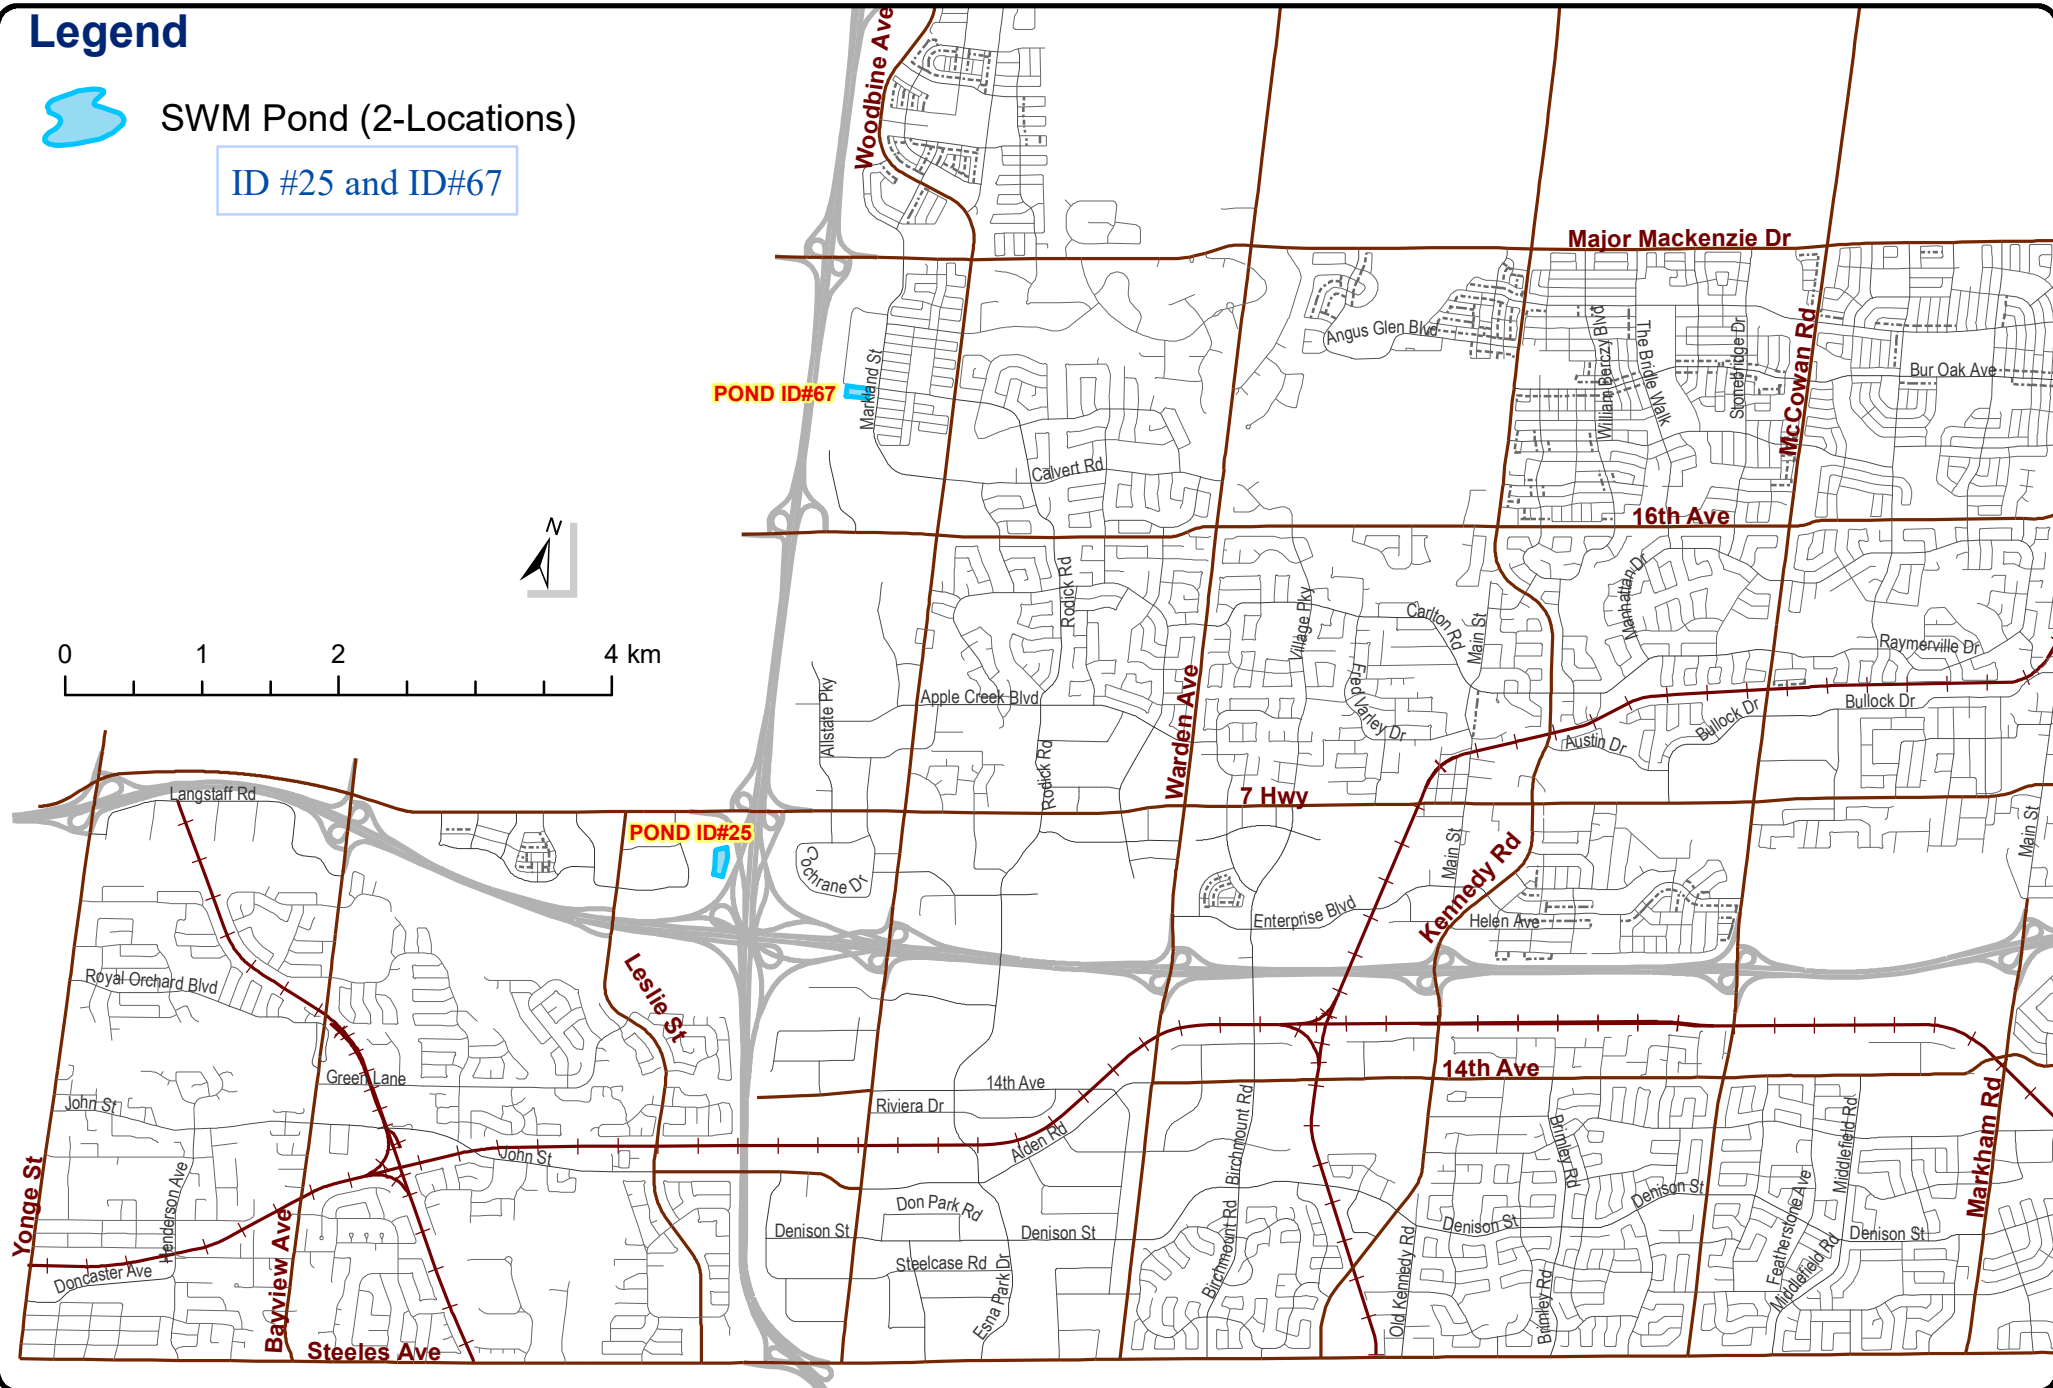 Legend
SWM Pond (2-Locations)
ID #25 and ID#67
Woodbine Ave
Major Mackenzie Dr
Angus Glen Blvd
William Berczy Blvd
The Bridle Walk
Stonebridge Dr
McCowan Rd
Bur Oak Ave
POND ID#67
Markland St
Calvert Rd
16th Ave
N
Rodick Rd
Village Pky
Carlton Rd
Main St
Manhattan Dr
Raymerville Dr
0 1 2 4 km
Allstate Pky
Apple Creek Blvd
Rodick Rd
Warden Ave
Fred Varley Dr
Austin Dr
Bullock Dr
Bullock Dr
Langstaff Rd
7 Hwy
POND ID#25
Cochrane Dr
Main St
Kennedy Rd
Main St
Enterprise Blvd
Helen Ave
Royal Orchard Blvd
Leslie St
Green Lane
14th Ave
14th Ave
John St
Riviera Dr
Alden Rd
John St
Birchmount Rd
Brimley Rd
Middlefield Rd
Markham Rd
Yonge St
Henderson Ave
Bayview Ave
Don Park Rd
Denison St
Denison St
Birchmount Rd
Denison St
Denison St
Featherstone Ave
Denison St
Middlefield Rd
Steelcase Rd
Esna Park Dr
Old Kennedy Rd
Brimley Rd
Doncaster Ave
Steeles Ave